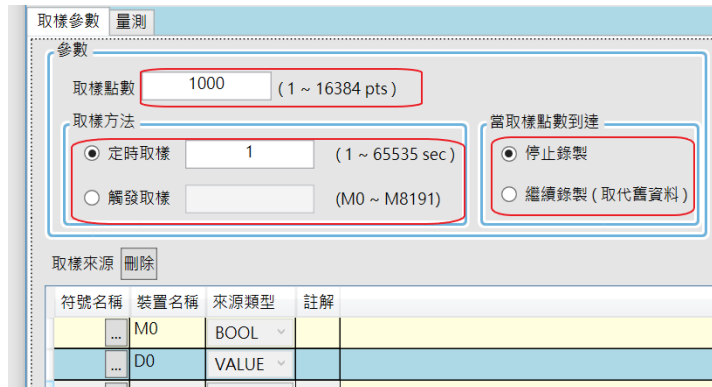 取樣參數 量測
參數
取樣點數 1000 (1 ~ 16384 pts)
取樣方法
定時取樣 1 (1 ~ 65535 sec)
觸發取樣 (M0 ~ M8191)
當取樣點數到達
停止錄製
繼續錄製 (取代舊資料)
取樣來源 刪除
符號名稱 裝置名稱 來源類型 註解
... M0 BOOL
... D0 VALUE